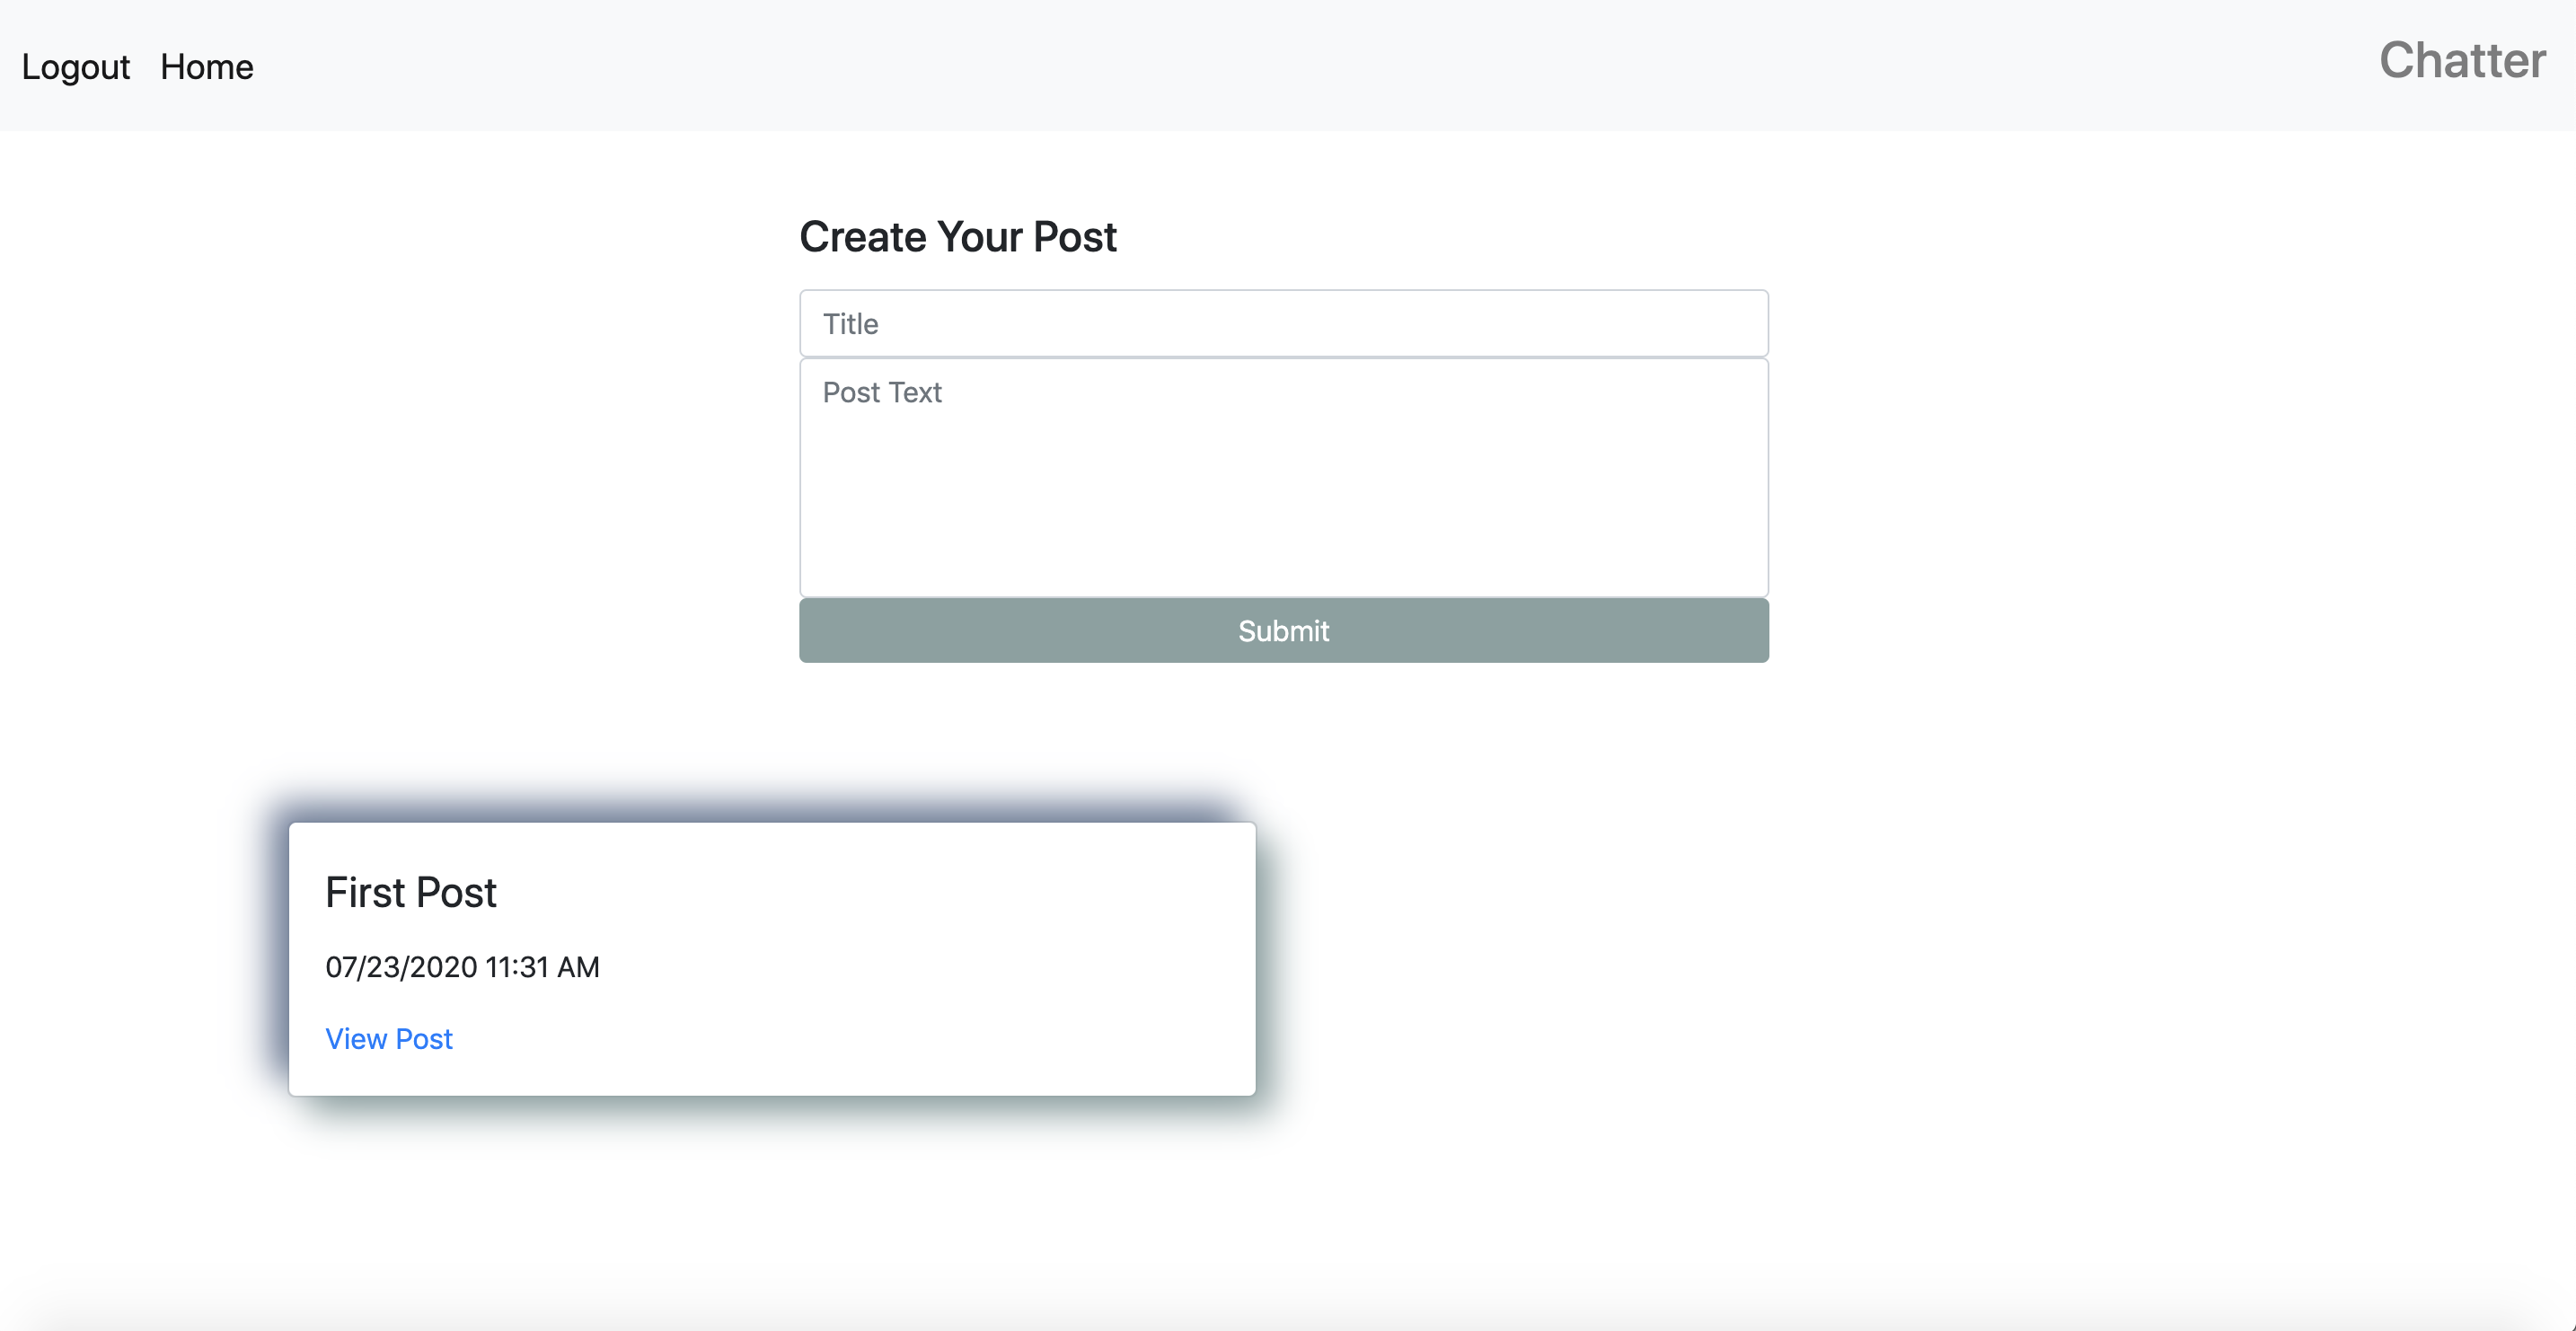 Logout Home Chatter
Create Your Post
Title
Post Text
Submit
First Post
07/23/2020 11:31 AM
View Post